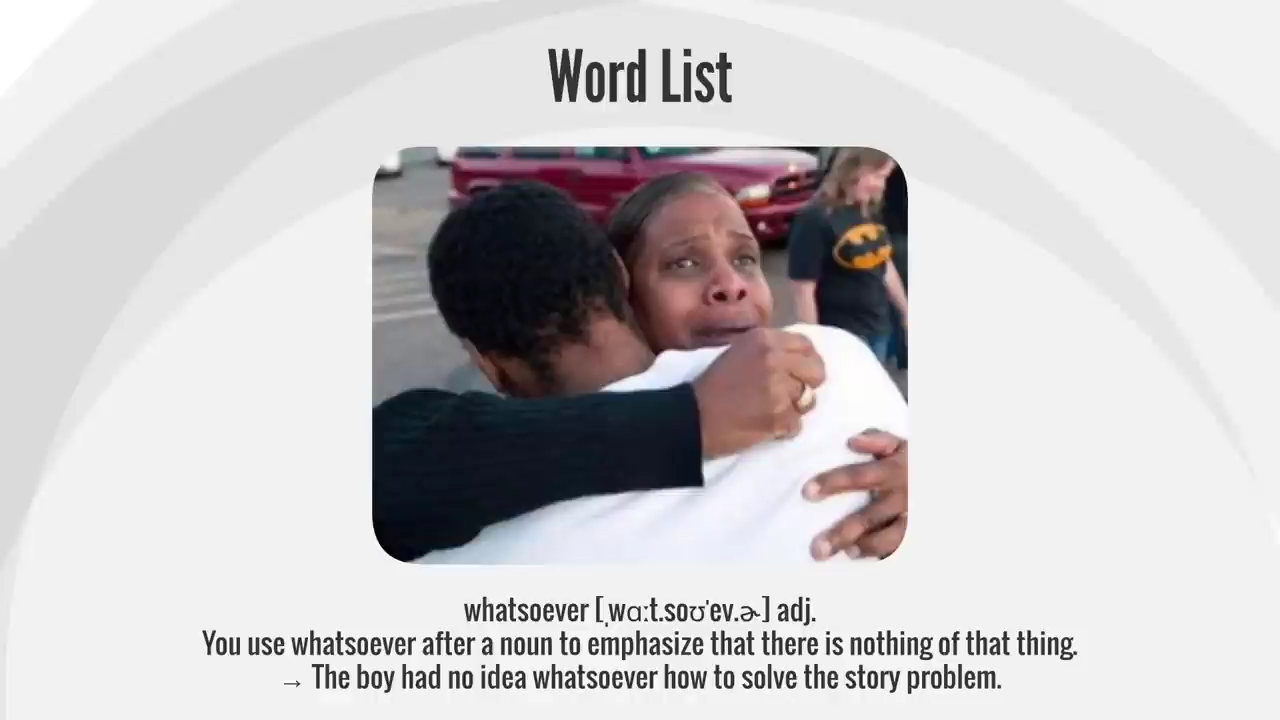 Word List
whatsoever [ˌwɑːt.soʊˈev.ɚ] adj.
You use whatsoever after a noun to emphasize that there is nothing of that thing.
→ The boy had no idea whatsoever how to solve the story problem.